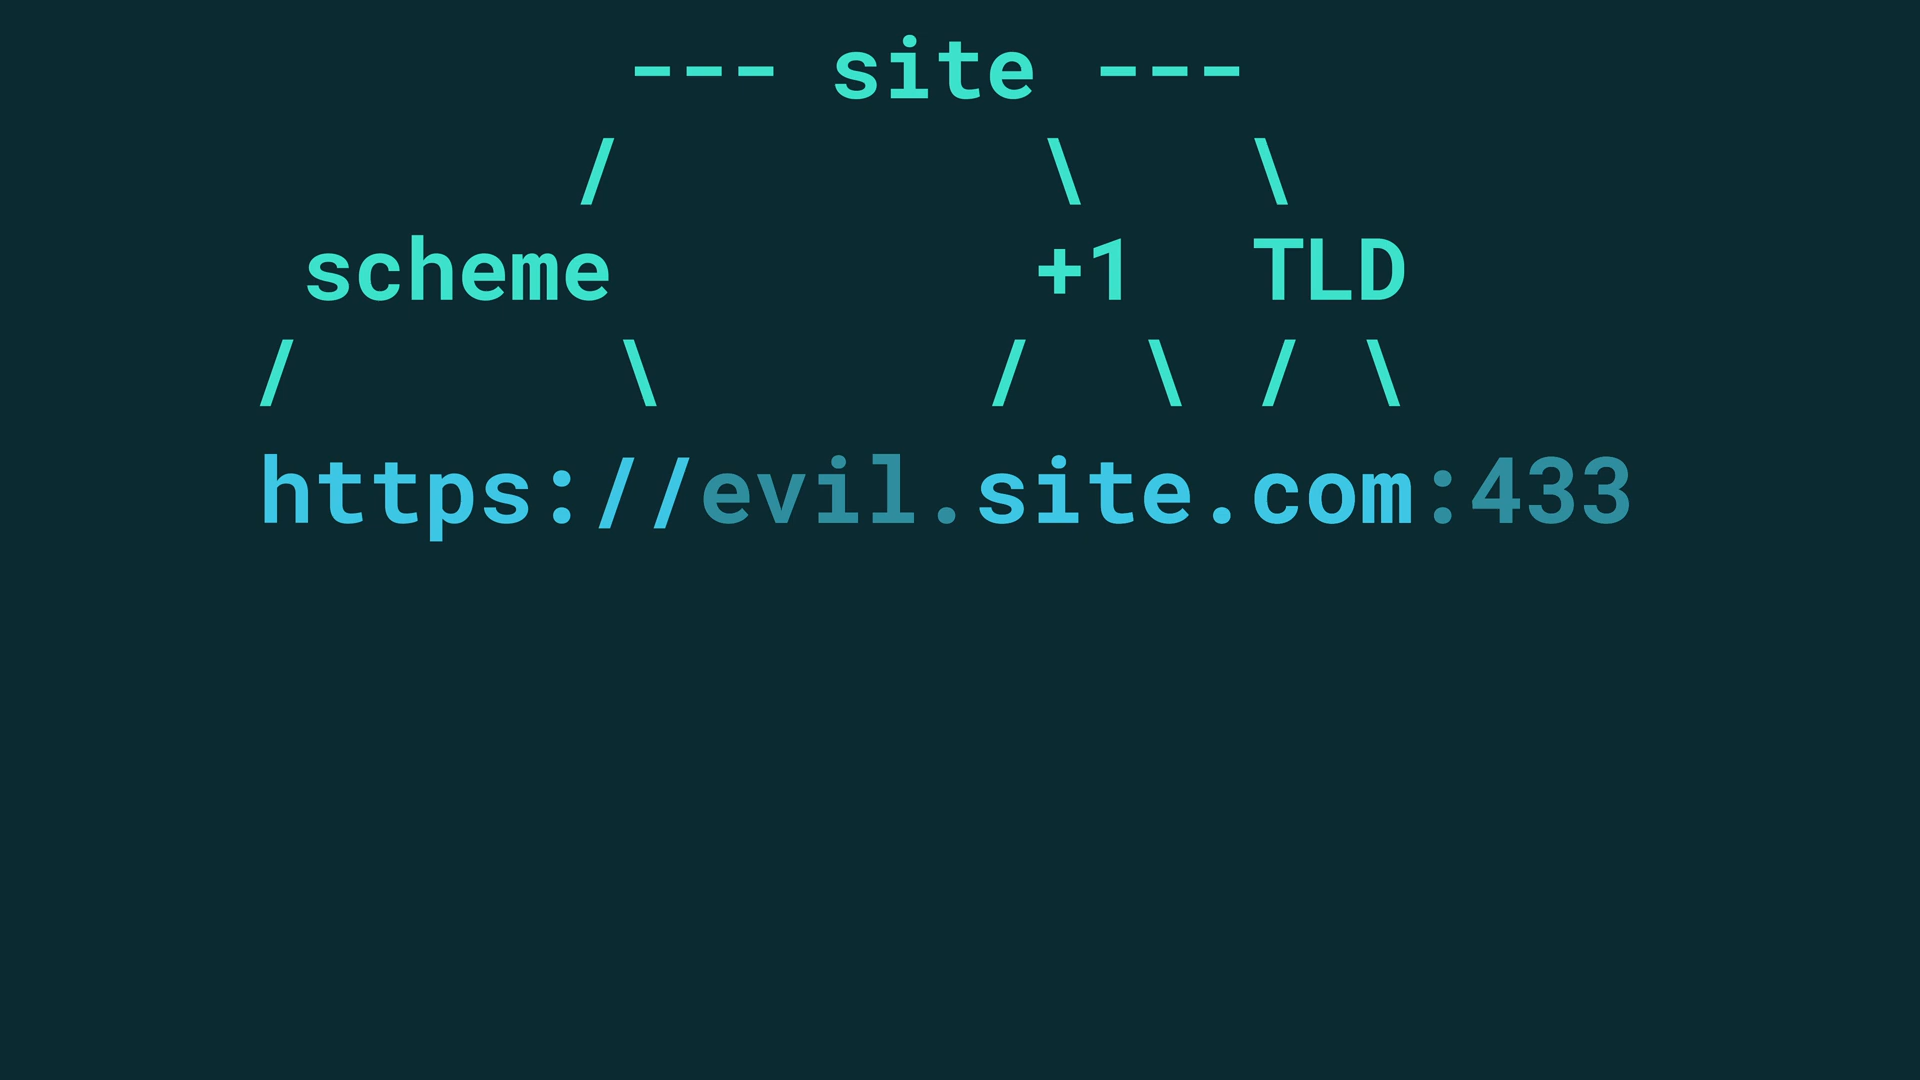 --- site ---
/ \ \
scheme +1 TLD
/ \ / \ / \
https://evil.site.com:433